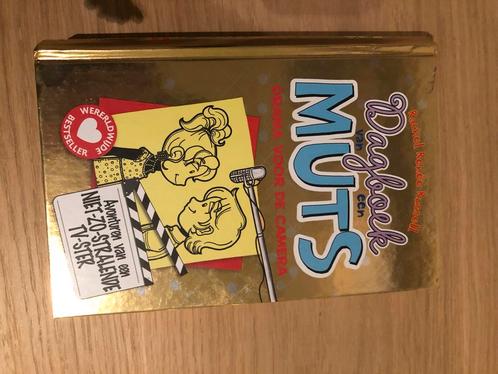 Rachel Renée Russell
Dagboek
van een
MUTS
DRAMA VOOR DE CAMERA
WERELDWIJDE
BESTSELLER
Avonturen van een
NIET-ZO-STRALENDE
TV-STER